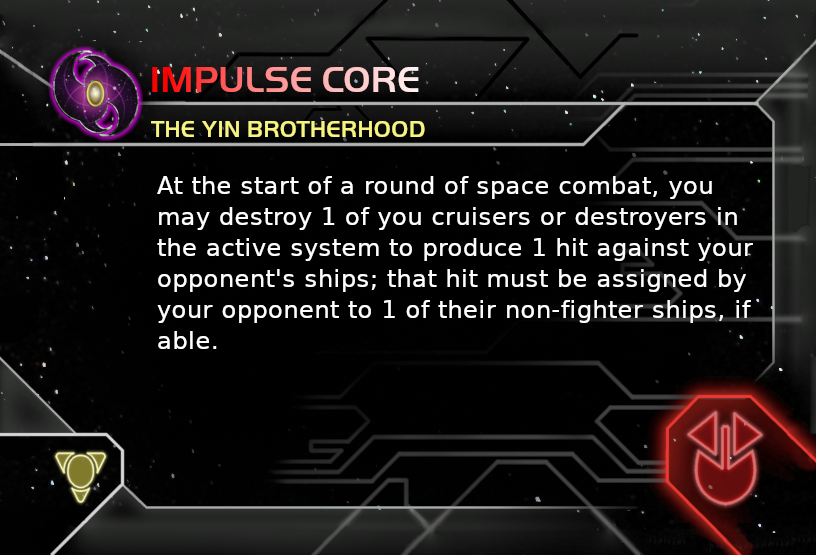 IMPULSE CORE
THE YIN BROTHERHOOD
At the start of a round of space combat, you
may destroy 1 of you cruisers or destroyers in
the active system to produce 1 hit against your
opponent's ships; that hit must be assigned by
your opponent to 1 of their non-fighter ships, if
able.